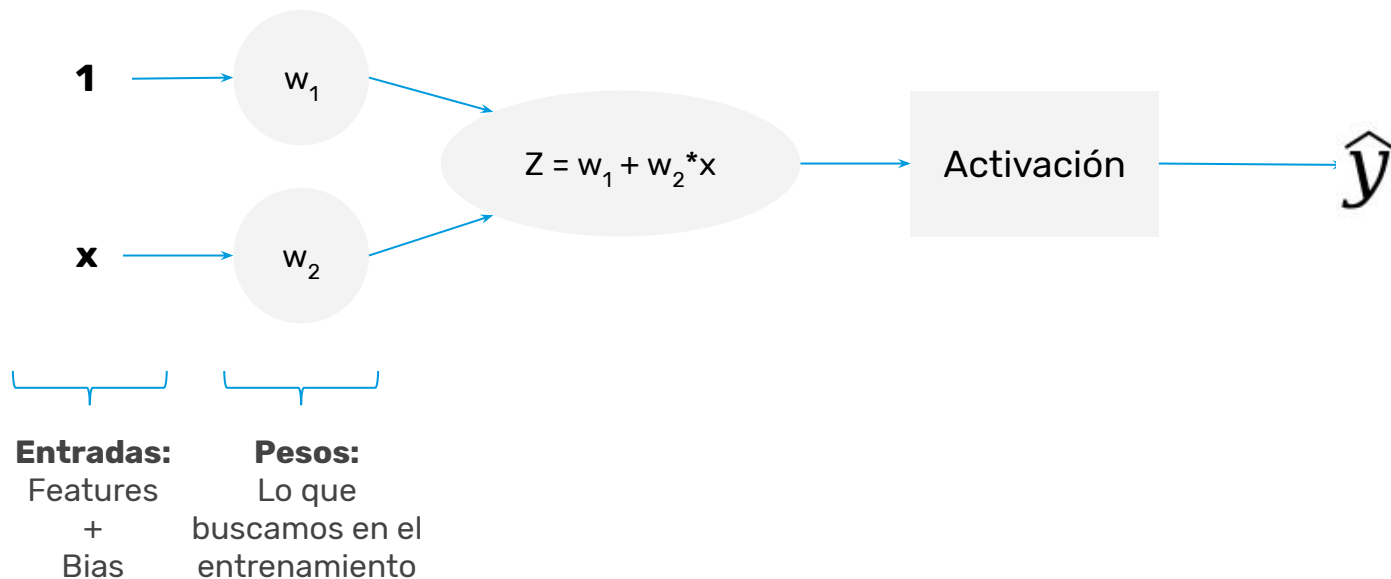 1
w₁
Z = w₁ + w₂*x
Activación
ŷ
x
w₂
Entradas:
Features
+
Bias
Pesos:
Lo que
buscamos en el
entrenamiento